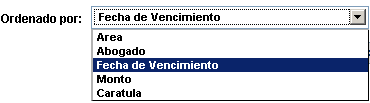 Ordenado por: Fecha de Vencimiento
Area
Abogado
Fecha de Vencimiento
Monto
Caratula